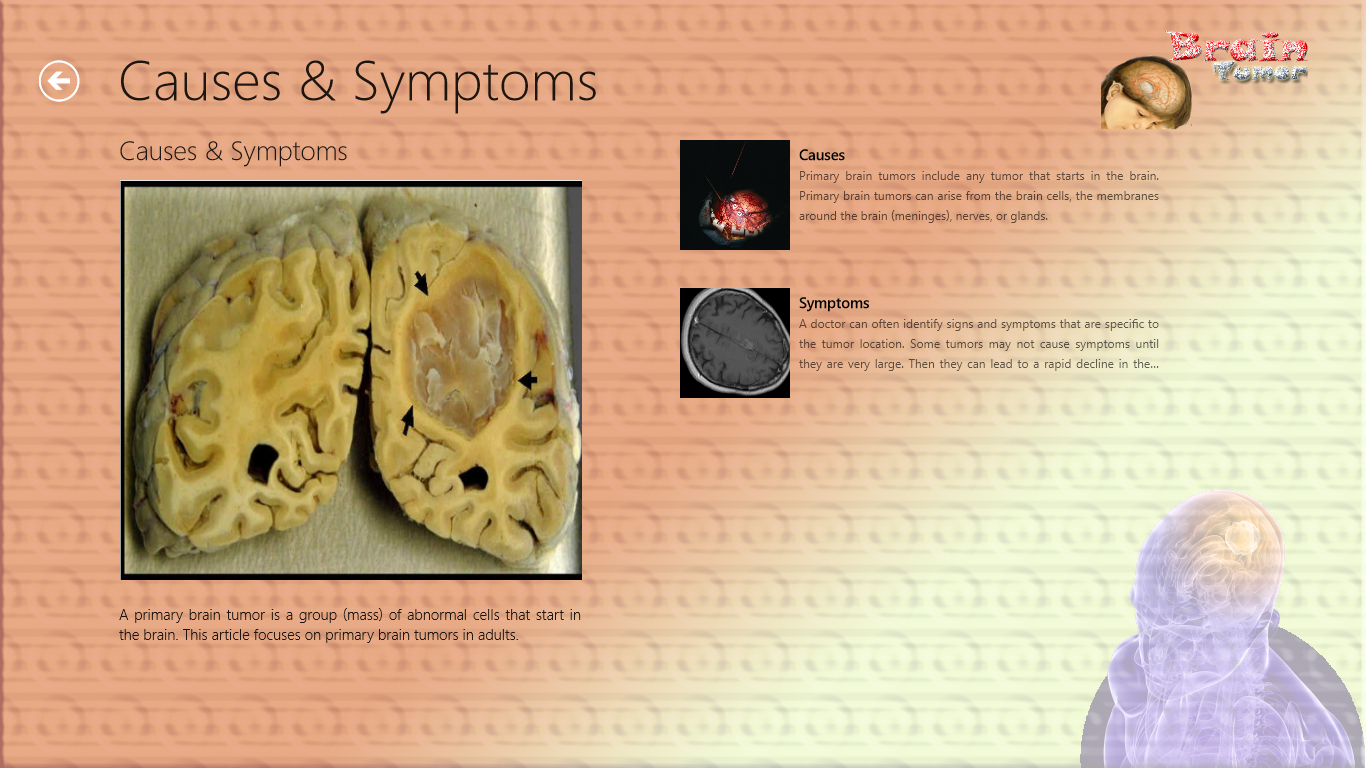 Causes & Symptoms
Brain
Tumor
Causes & Symptoms
A primary brain tumor is a group (mass) of abnormal cells that start in
the brain. This article focuses on primary brain tumors in adults.
Causes
Primary brain tumors include any tumor that starts in the brain.
Primary brain tumors can arise from the brain cells, the membranes
around the brain (meninges), nerves, or glands.
Symptoms
A doctor can often identify signs and symptoms that are specific to
the tumor location. Some tumors may not cause symptoms until
they are very large. Then they can lead to a rapid decline in the...